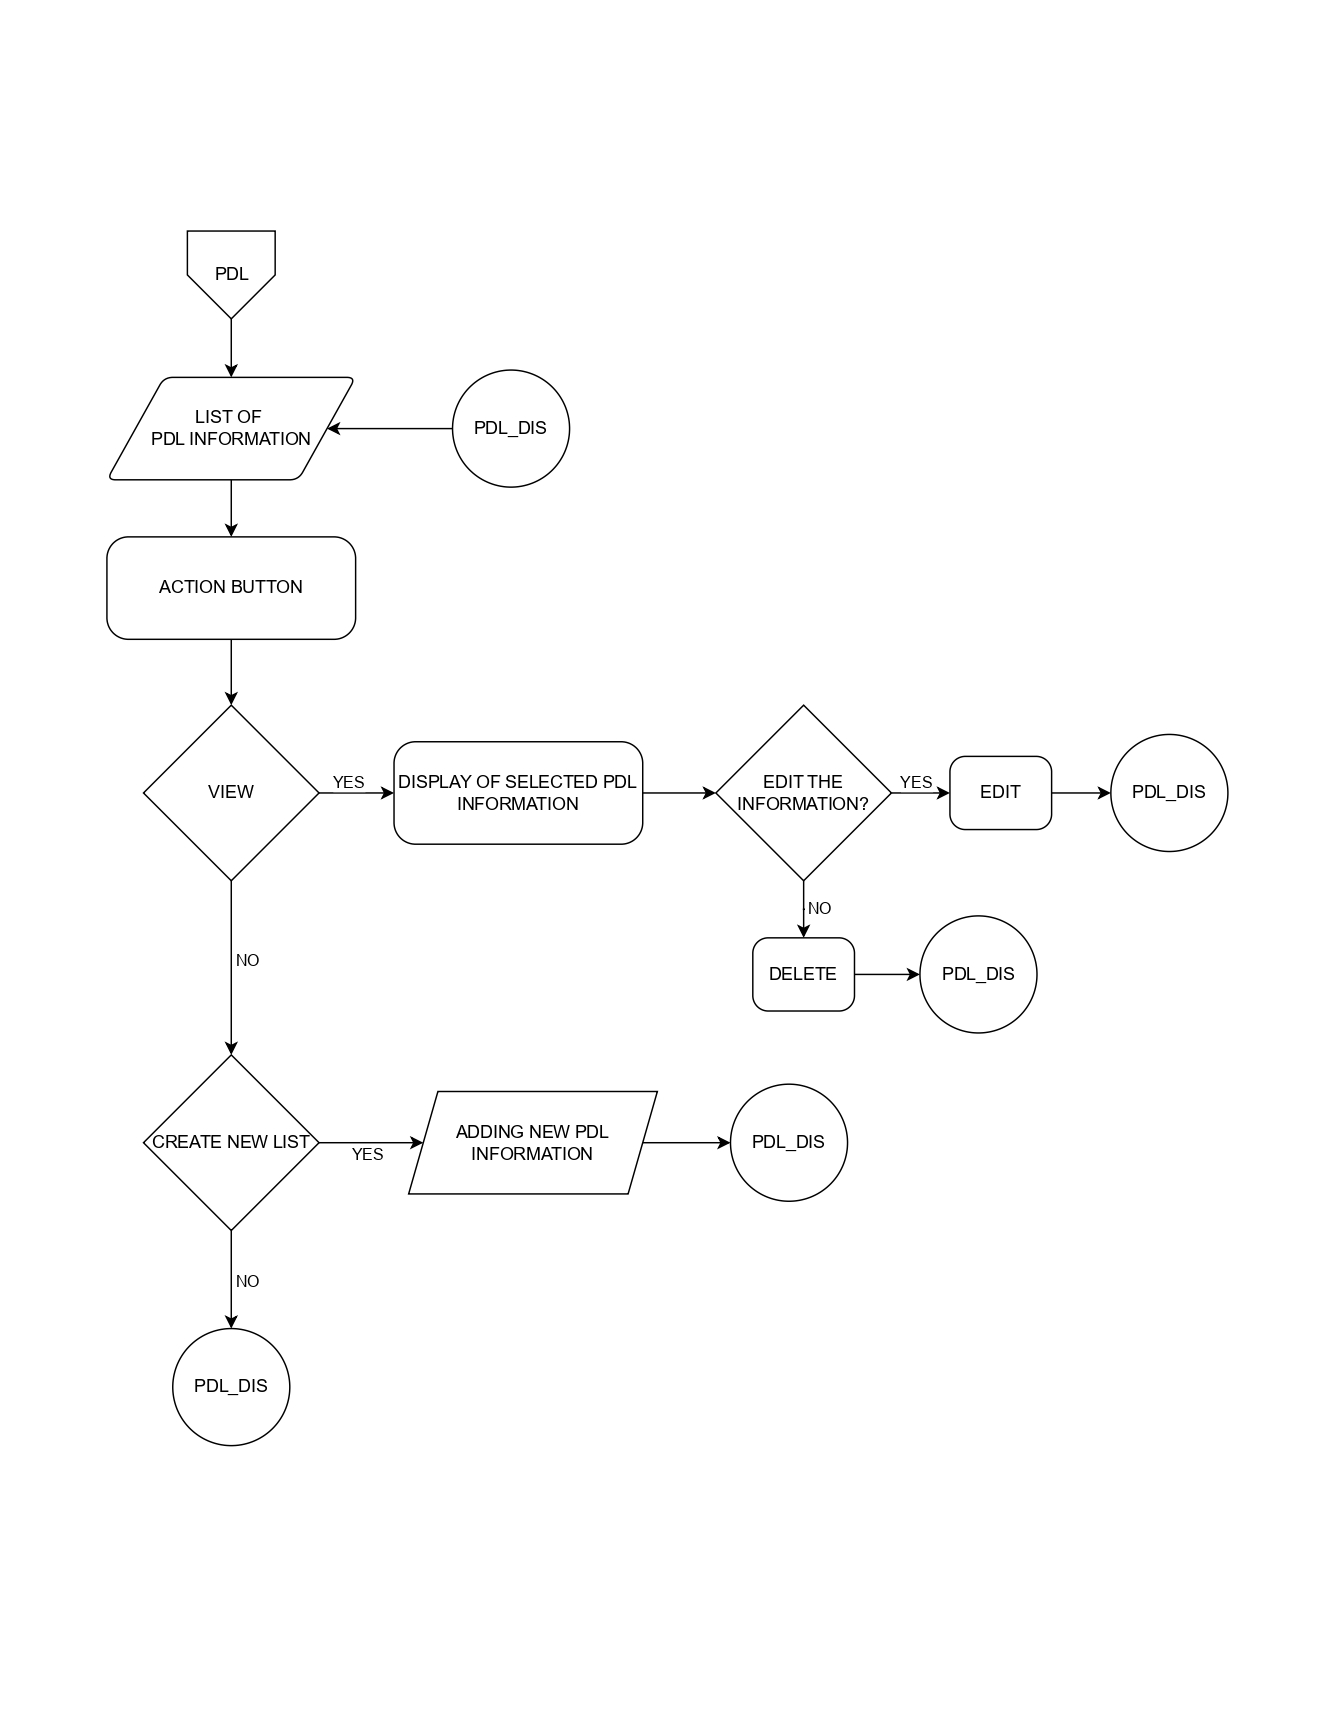 PDL
LIST OF
PDL INFORMATION
PDL_DIS
ACTION BUTTON
VIEW
YES
DISPLAY OF SELECTED PDL
INFORMATION
EDIT THE
INFORMATION?
YES
EDIT
PDL_DIS
NO
DELETE
PDL_DIS
NO
CREATE NEW LIST
YES
ADDING NEW PDL
INFORMATION
PDL_DIS
NO
PDL_DIS